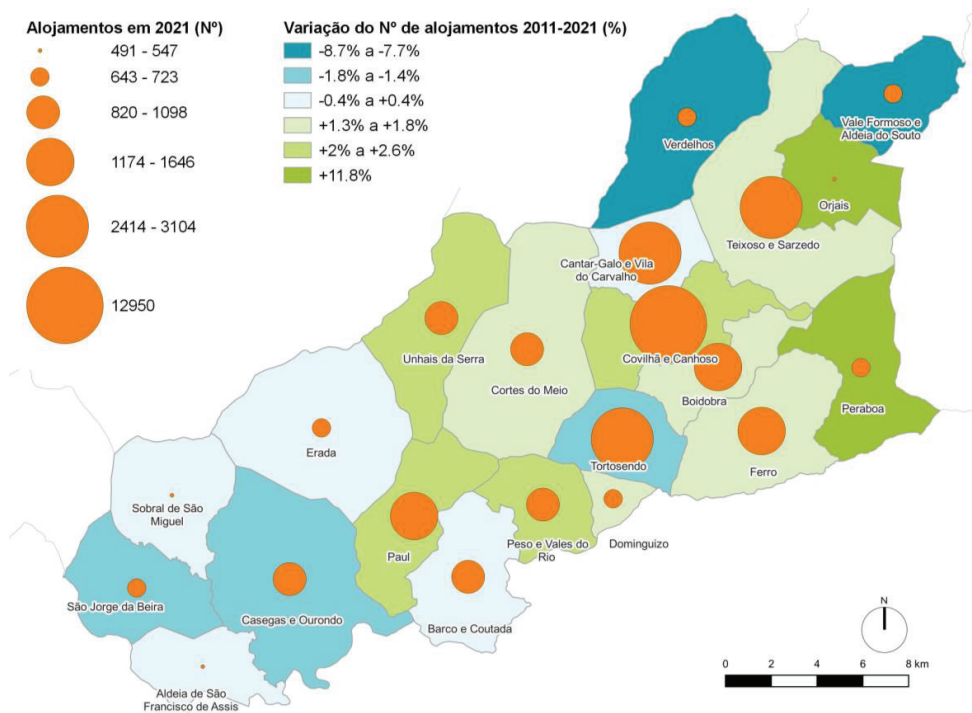 Alojamentos em 2021 (Nº)
491 - 547
643 - 723
820 - 1098
1174 - 1646
2414 - 3104
12950
Variação do Nº de alojamentos 2011-2021 (%)
-8.7% a -7.7%
-1.8% a -1.4%
-0.4% a +0.4%
+1.3% a +1.8%
+2% a +2.6%
+11.8%
Verdelhos
Vale Formoso e
Aldeia do Souto
Orjais
Teixoso e Sarzedo
Cantar-Galo e Vila
do Carvalho
Unhais da Serra
Cortes do Meio
Covilhã e Canhoso
Boidobra
Peraboa
Erada
Tortosendo
Ferro
Sobral de São
Miguel
Paul
Peso e Vales do
Rio
Dominguizo
São Jorge da Beira
Casegas e Ourondo
Barco e Coutada
Aldeia de São
Francisco de Assis
N
0 2 4 6 8 km